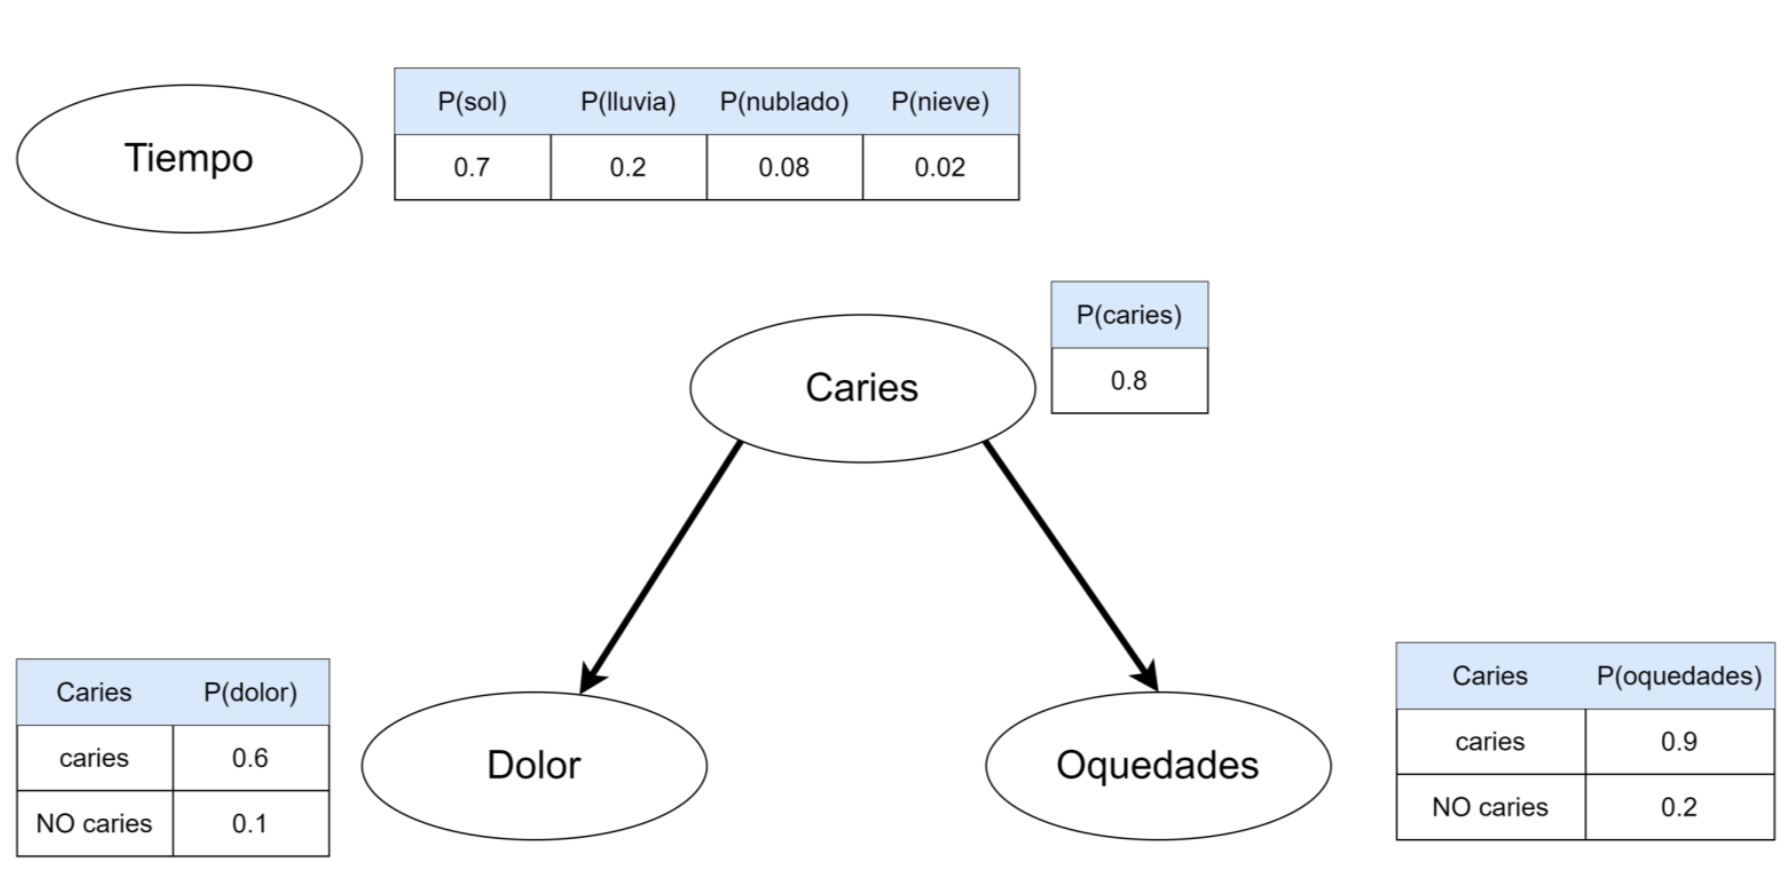 Tiempo
P(sol) P(lluvia) P(nublado) P(nieve)
0.7 0.2 0.08 0.02
Caries
P(caries)
0.8
Caries P(dolor)
caries 0.6
NO caries 0.1
Dolor
Oquedades
Caries P(oquedades)
caries 0.9
NO caries 0.2